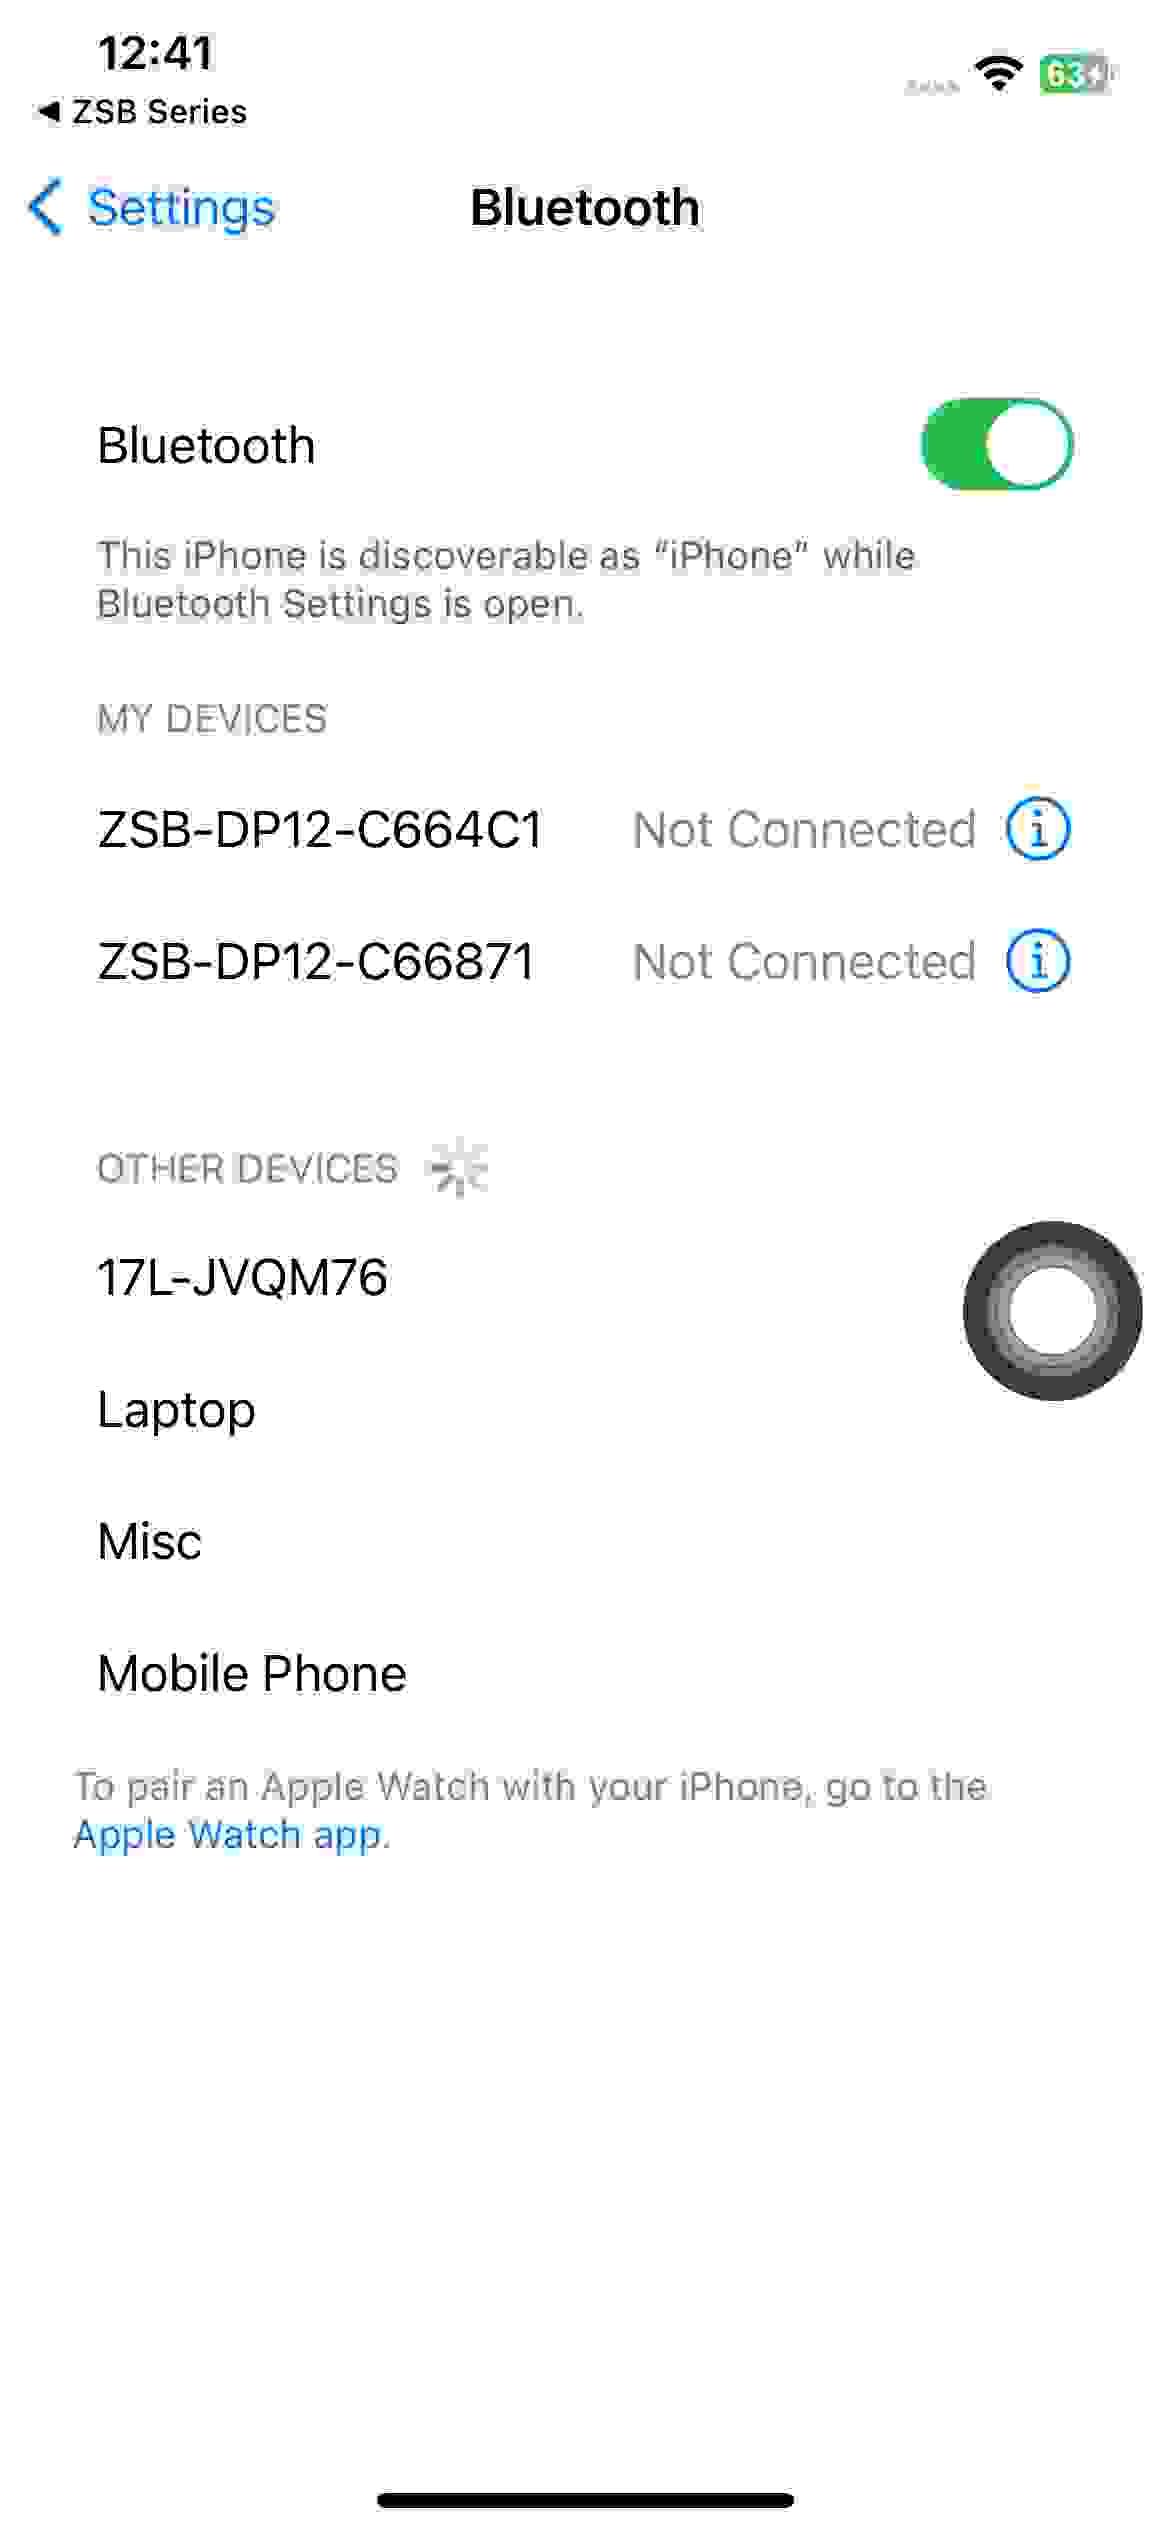 12:41
◀ ZSB Series
63
Settings
Bluetooth
Bluetooth
This iPhone is discoverable as “iPhone” while
Bluetooth Settings is open.
MY DEVICES
ZSB-DP12-C664C1 Not Connected
ZSB-DP12-C66871 Not Connected
OTHER DEVICES
17L-JVQM76
Laptop
Misc
Mobile Phone
To pair an Apple Watch with your iPhone, go to the
Apple Watch app.